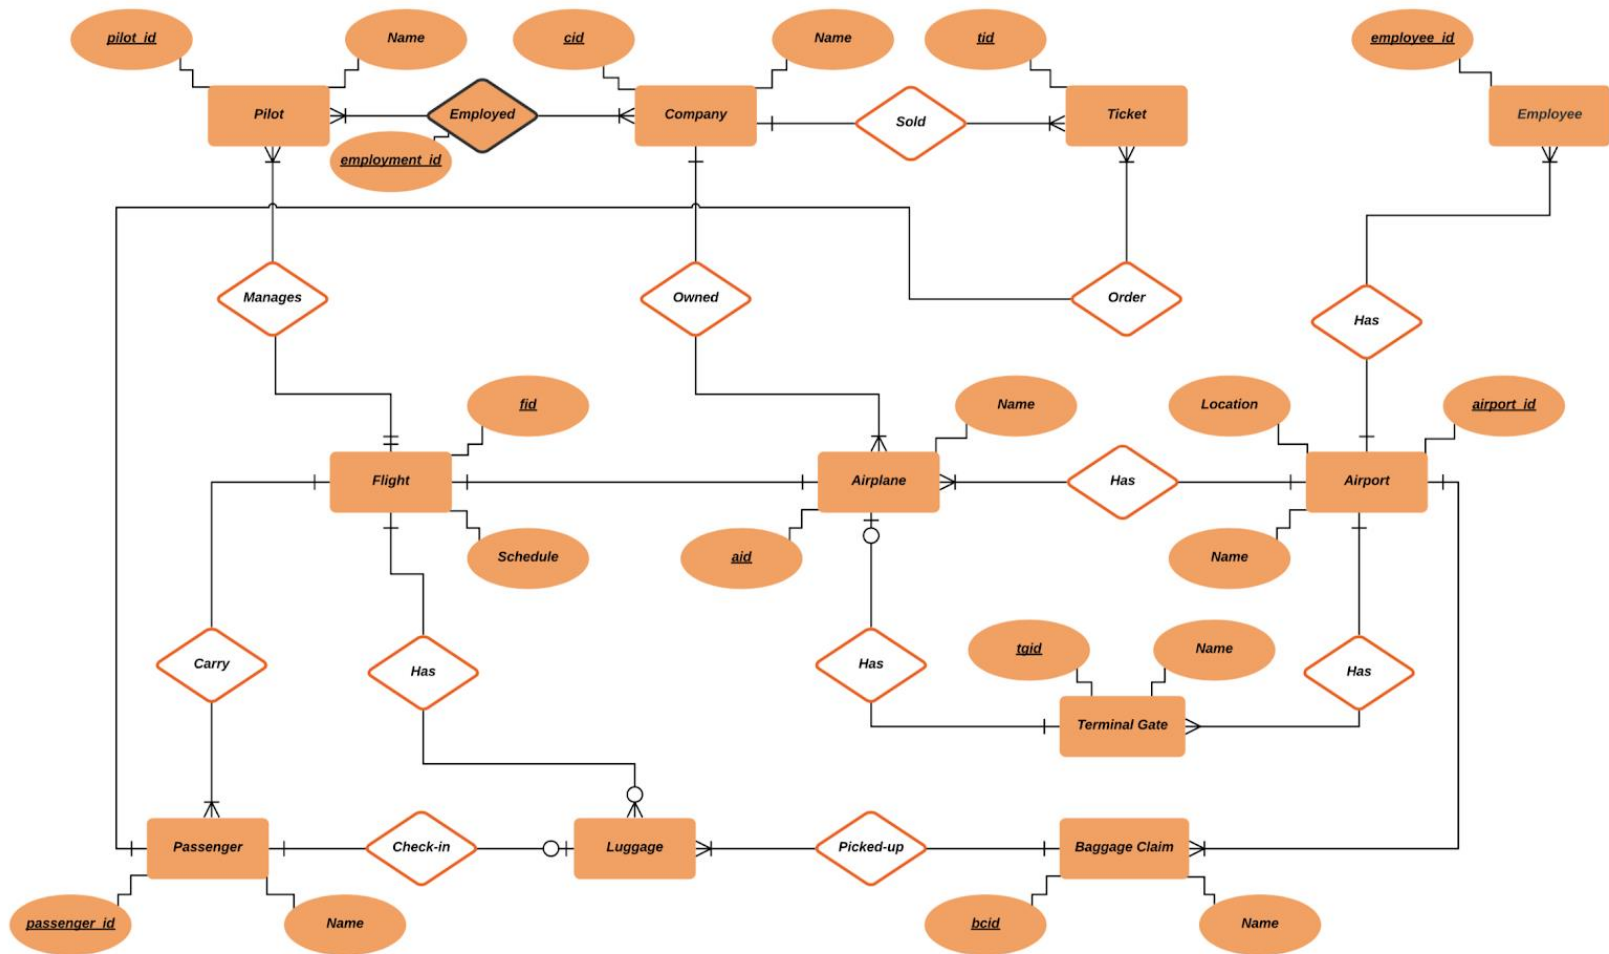 pilot_id
Name
cid
Name
tid
employee_id
Pilot
Employed
Company
Sold
Ticket
Employee
employment_id
Manages
Owned
Order
Has
fid
Name
Location
airport_id
Flight
Airplane
Has
Airport
Schedule
aid
Name
Carry
Has
Has
tgid
Name
Has
Terminal Gate
Passenger
Check-in
Luggage
Picked-up
Baggage Claim
passenger_id
Name
bcid
Name